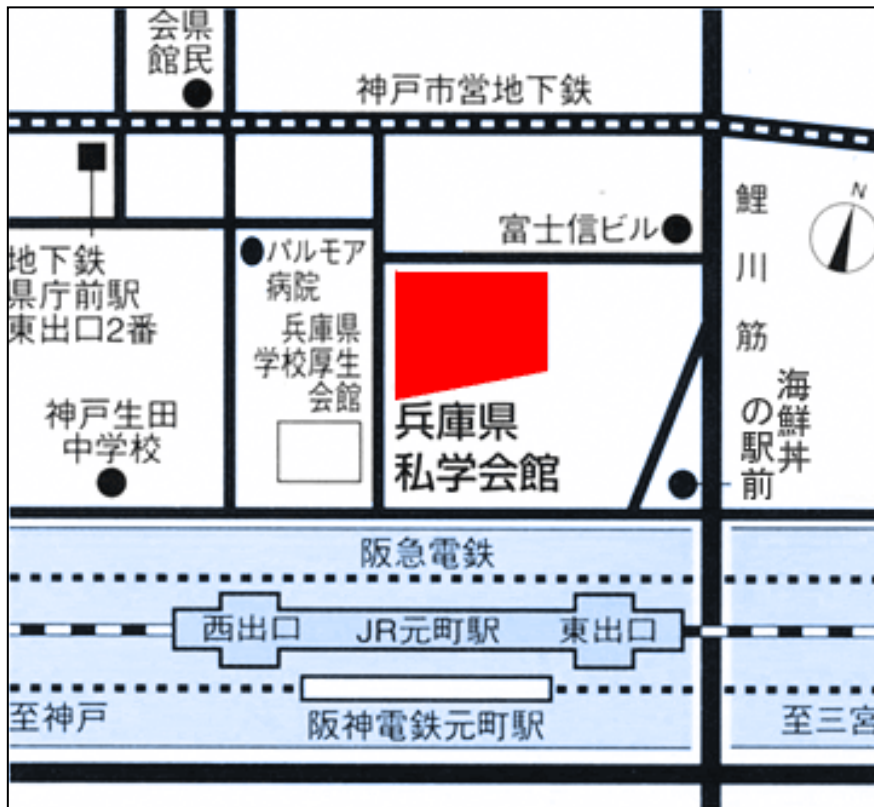 県民
会館
神戸市営地下鉄
N
鯉川筋
富士信ビル
パルモア
病院
地下鉄
県庁前駅
東出口2番
兵庫県
学校厚生
会館
神戸生田
中学校
兵庫県
私学会館
海鮮丼
の駅前
阪急電鉄
西出口
JR元町駅
東出口
至神戸
阪神電鉄元町駅
至三宮